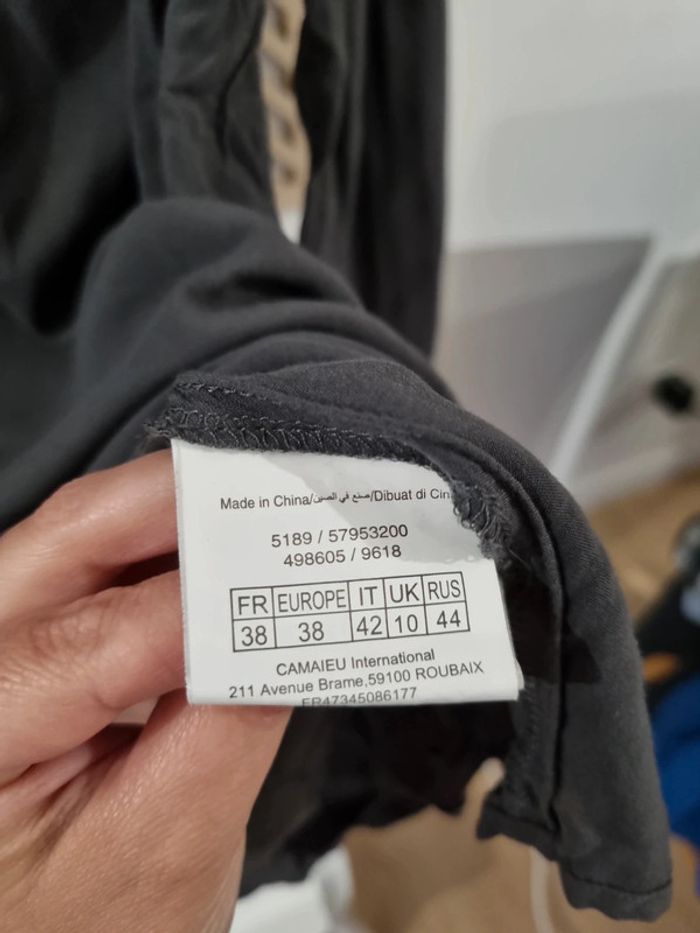 Made in China/صنع في الصين/Dibuat di Cin
5189 / 57953200
498605 / 9618
FR EUROPE IT UK RUS
38 38 42 10 44
CAMAIEU International
211 Avenue Brame,59100 ROUBAIX
FR47345086177